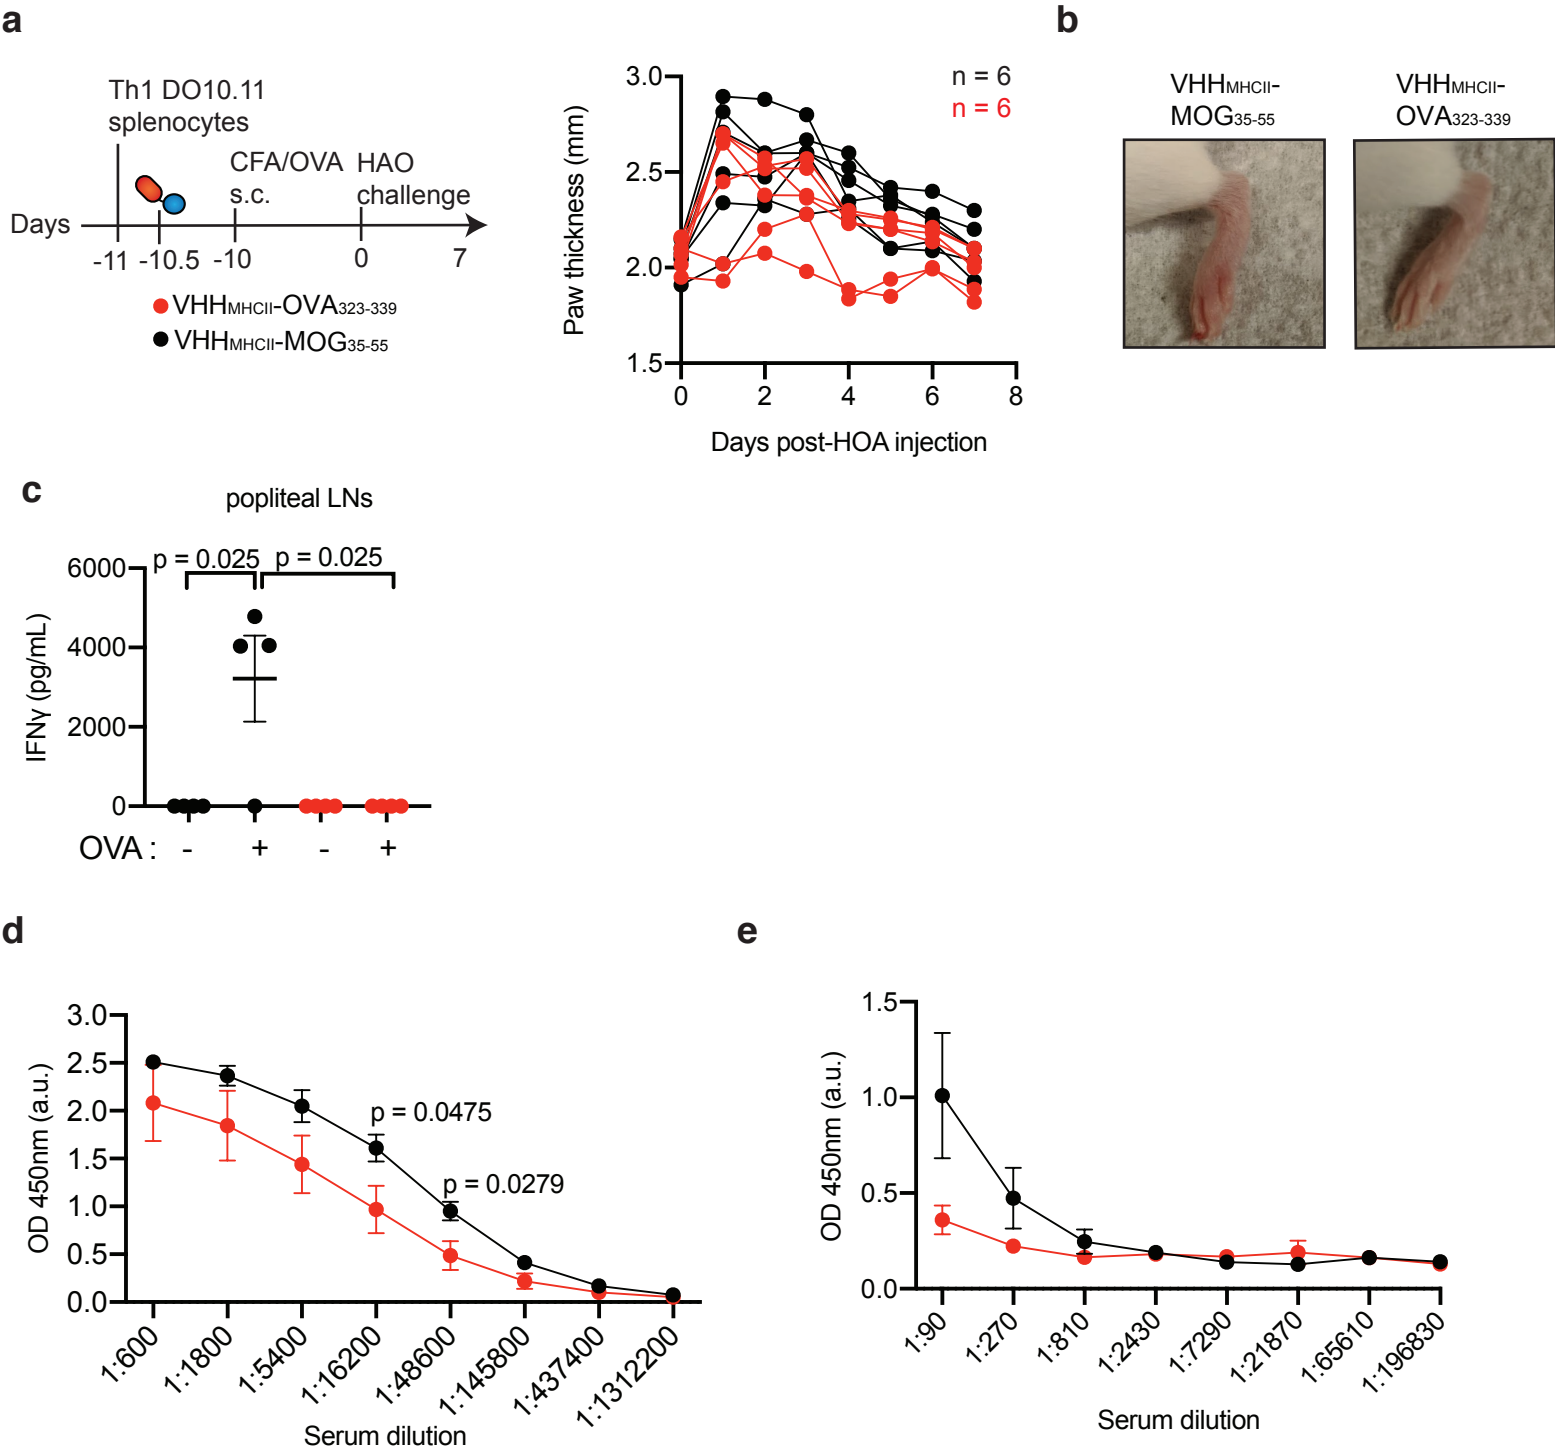 a
Th1 DO10.11
splenocytes
CFA/OVA
s.c.
HAO
challenge
Days
-11
-10.5
-10
0
7
VHHMHCII-OVA323-339
VHHMHCII-MOG35-55
3.0
2.5
2.0
1.5
Paw thickness (mm)
n = 6
n = 6
0
2
4
6
8
Days post-HOA injection
b
VHHMHCII-
MOG35-55
VHHMHCII-
OVA323-339
c
popliteal LNs
p = 0.025
p = 0.025
6000
4000
2000
0
IFNγ (pg/mL)
OVA : - + - +
d
3.0
2.5
2.0
1.5
1.0
0.5
0.0
OD 450nm (a.u.)
p = 0.0475
p = 0.0279
1:600
1:1800
1:5400
1:16200
1:48600
1:145800
1:437400
1:1312200
Serum dilution
e
1.5
1.0
0.5
0.0
OD 450nm (a.u.)
1:90
1:270
1:810
1:2430
1:7290
1:21870
1:65610
1:196830
Serum dilution